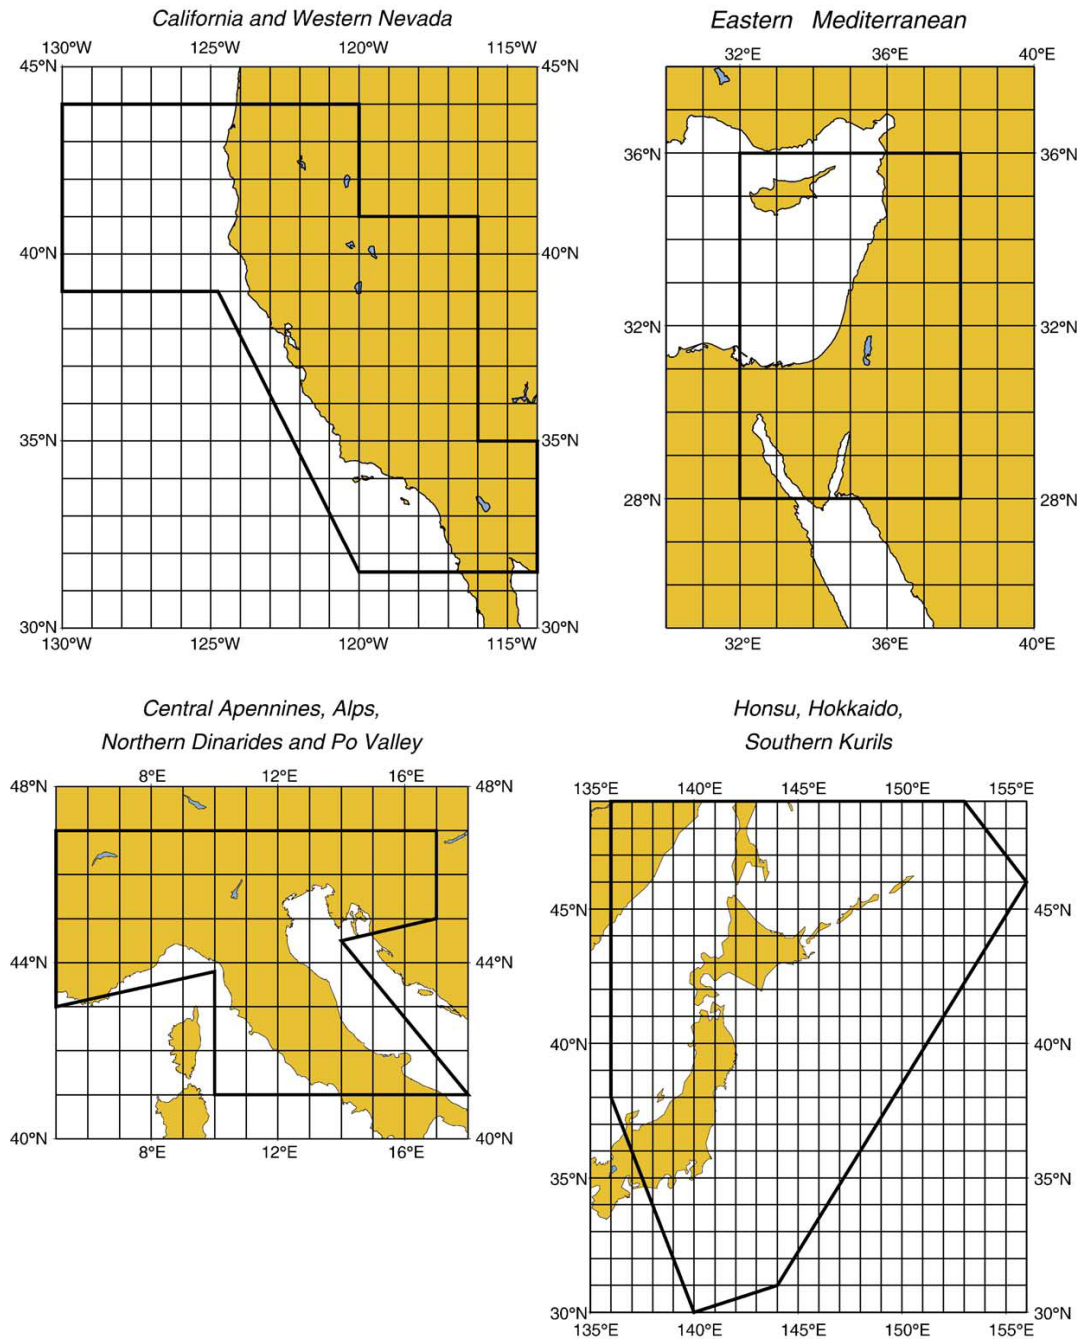 California and Western Nevada
130°W 125°W 120°W 115°W
45°N 45°N
40°N 40°N
35°N 35°N
30°N 30°N
130°W 125°W 120°W 115°W
Eastern Mediterranean
32°E 36°E 40°E
36°N 36°N
32°N 32°N
28°N 28°N
32°E 36°E 40°E
Central Apennines, Alps,
Northern Dinarides and Po Valley
8°E 12°E 16°E
48°N 48°N
44°N 44°N
40°N 40°N
8°E 12°E 16°E
Honsu, Hokkaido,
Southern Kurils
135°E 140°E 145°E 150°E 155°E
45°N 45°N
40°N 40°N
35°N 35°N
30°N 30°N
135°E 140°E 145°E 150°E 155°E